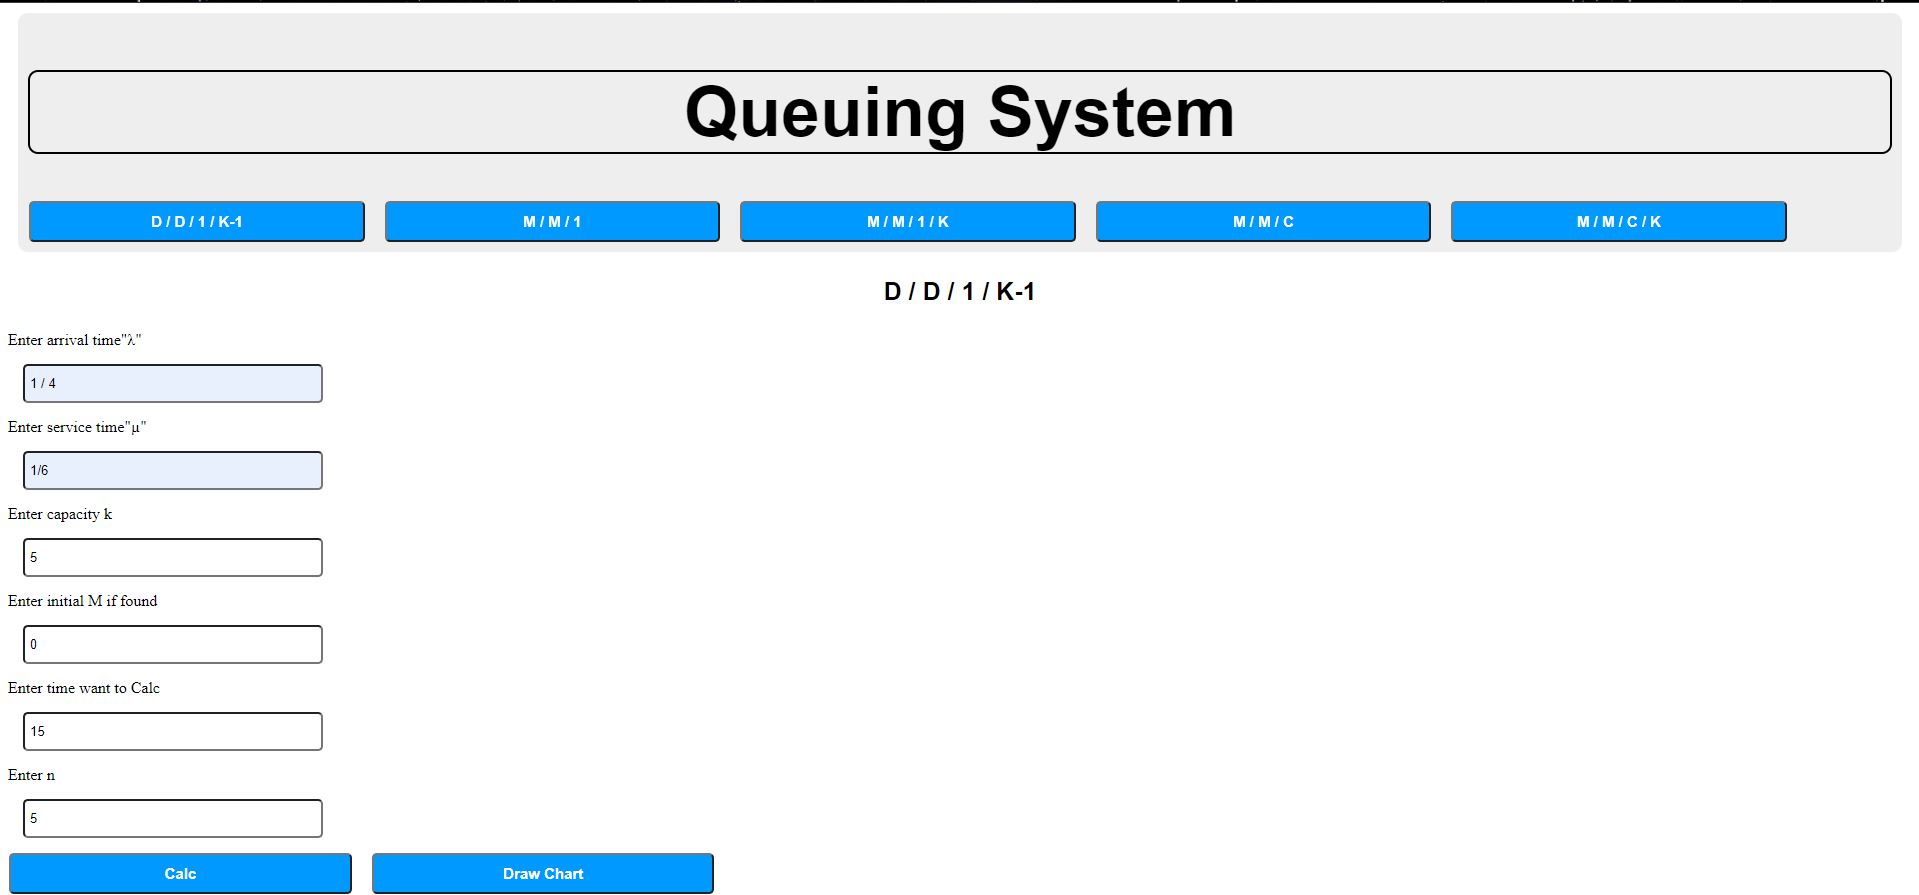 Queuing System
D / D / 1 / K-1 M / M / 1 M / M / 1 / K M / M / C M / M / C / K
D / D / 1 / K-1
Enter arrival time"λ"
1 / 4
Enter service time"µ"
1/6
Enter capacity k
5
Enter initial M if found
0
Enter time want to Calc
15
Enter n
5
Calc Draw Chart